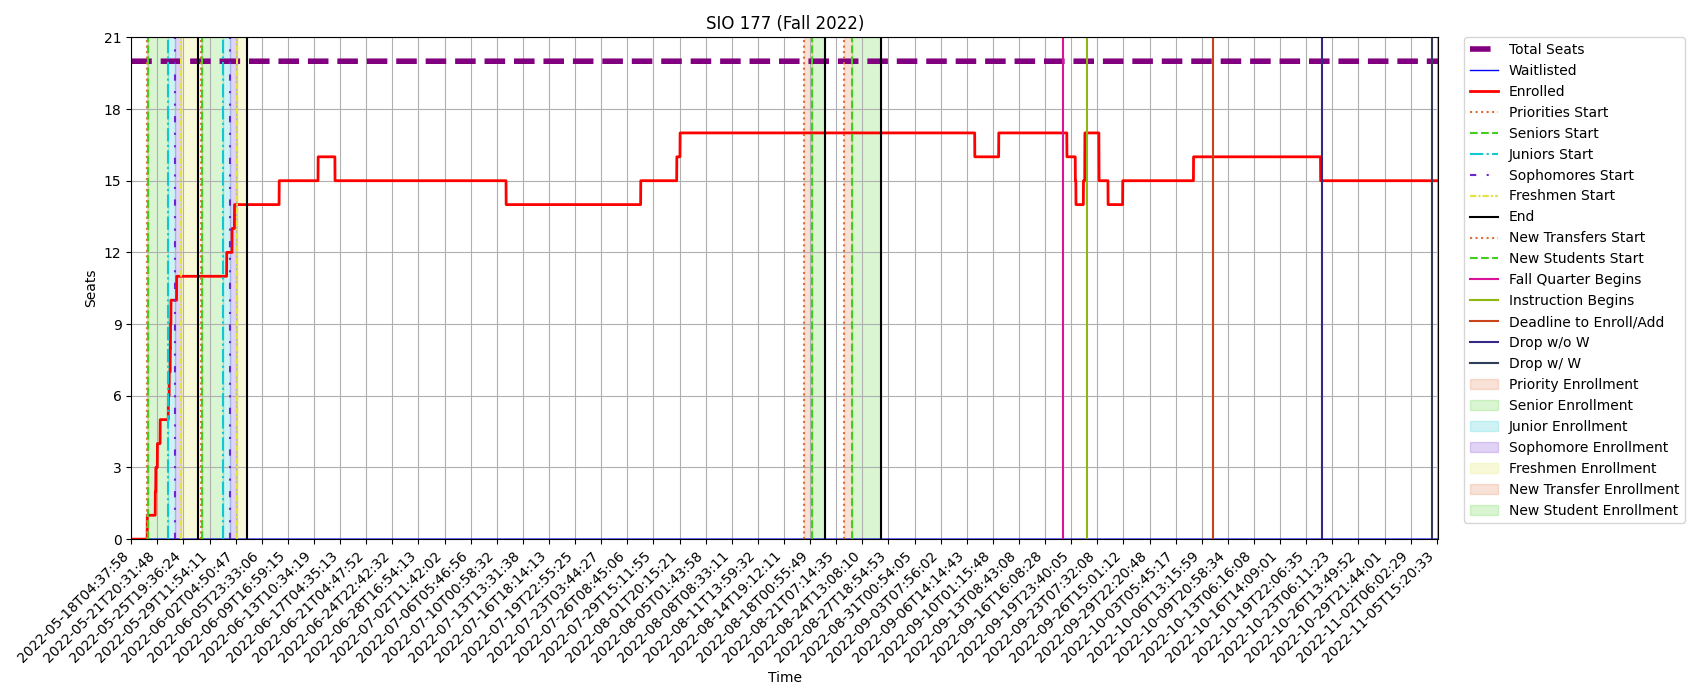 SIO 177 (Fall 2022)
Seats
21
18
15
12
9
6
3
0
2022-05-18T04:37:58
2022-05-21T20:31:48
2022-05-25T19:36:24
2022-05-29T11:54:11
2022-06-02T04:50:47
2022-06-05T23:33:06
2022-06-09T16:59:15
2022-06-13T10:34:19
2022-06-17T04:35:13
2022-06-21T04:47:52
2022-06-24T22:42:32
2022-06-28T16:54:13
2022-07-02T11:42:02
2022-07-06T05:46:56
2022-07-10T00:58:32
2022-07-13T13:31:38
2022-07-16T18:14:13
2022-07-19T22:55:25
2022-07-23T03:44:27
2022-07-26T08:45:06
2022-07-29T15:11:55
2022-08-01T20:15:21
2022-08-05T01:43:58
2022-08-08T08:33:11
2022-08-11T13:59:32
2022-08-14T19:12:11
2022-08-18T00:55:49
2022-08-21T07:14:35
2022-08-24T13:08:10
2022-08-27T18:54:53
2022-08-31T00:54:05
2022-09-03T07:56:02
2022-09-06T14:14:43
2022-09-10T01:15:48
2022-09-13T08:43:08
2022-09-16T16:08:28
2022-09-19T23:40:05
2022-09-23T07:32:08
2022-09-26T15:01:12
2022-09-29T22:20:48
2022-10-03T05:45:17
2022-10-06T13:15:59
2022-10-09T20:58:34
2022-10-13T06:16:08
2022-10-16T14:09:01
2022-10-19T22:06:35
2022-10-23T06:11:23
2022-10-26T13:49:52
2022-10-29T21:44:01
2022-11-02T06:02:29
2022-11-05T15:20:33
Time
Total Seats
Waitlisted
Enrolled
Priorities Start
Seniors Start
Juniors Start
Sophomores Start
Freshmen Start
End
New Transfers Start
New Students Start
Fall Quarter Begins
Instruction Begins
Deadline to Enroll/Add
Drop w/o W
Drop w/ W
Priority Enrollment
Senior Enrollment
Junior Enrollment
Sophomore Enrollment
Freshmen Enrollment
New Transfer Enrollment
New Student Enrollment